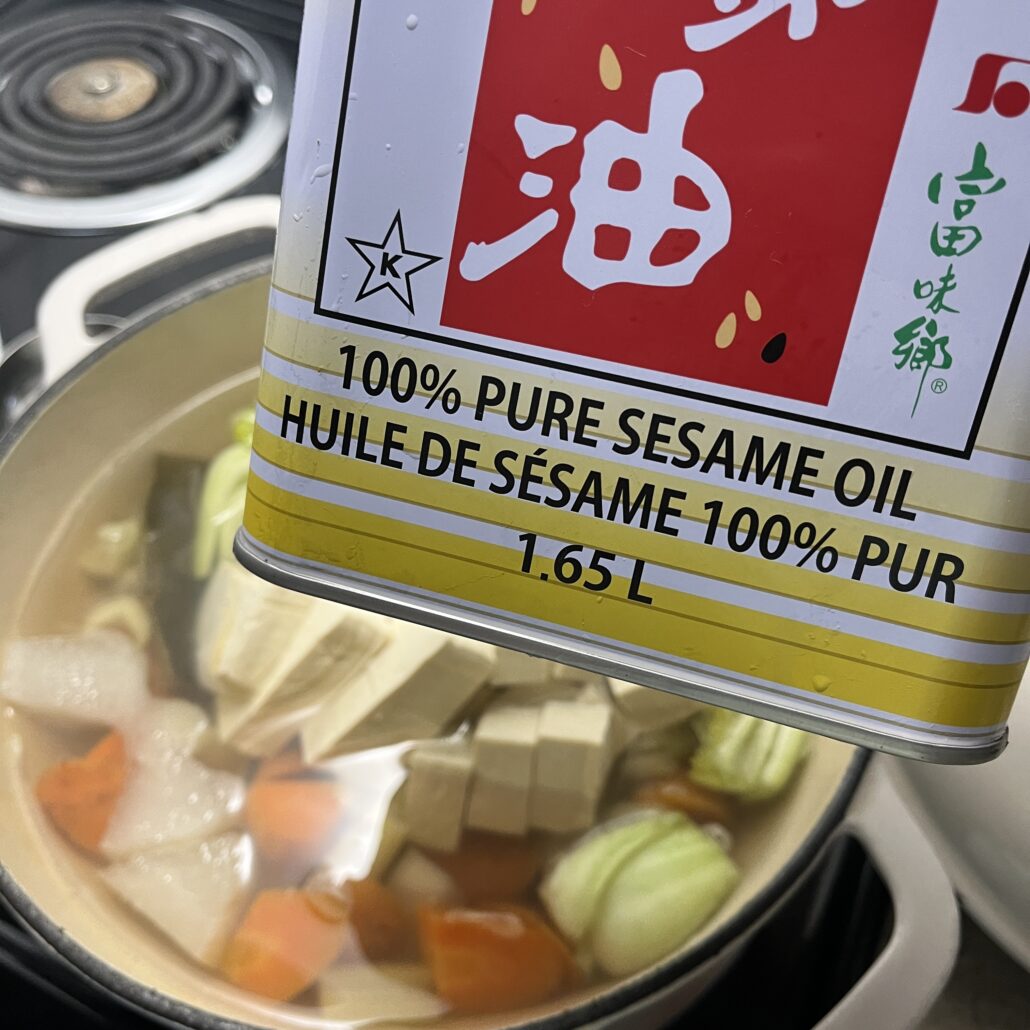 油
富味鄉®
K
100% PURE SESAME OIL
HUILE DE SÉSAME 100% PUR
1.65 L